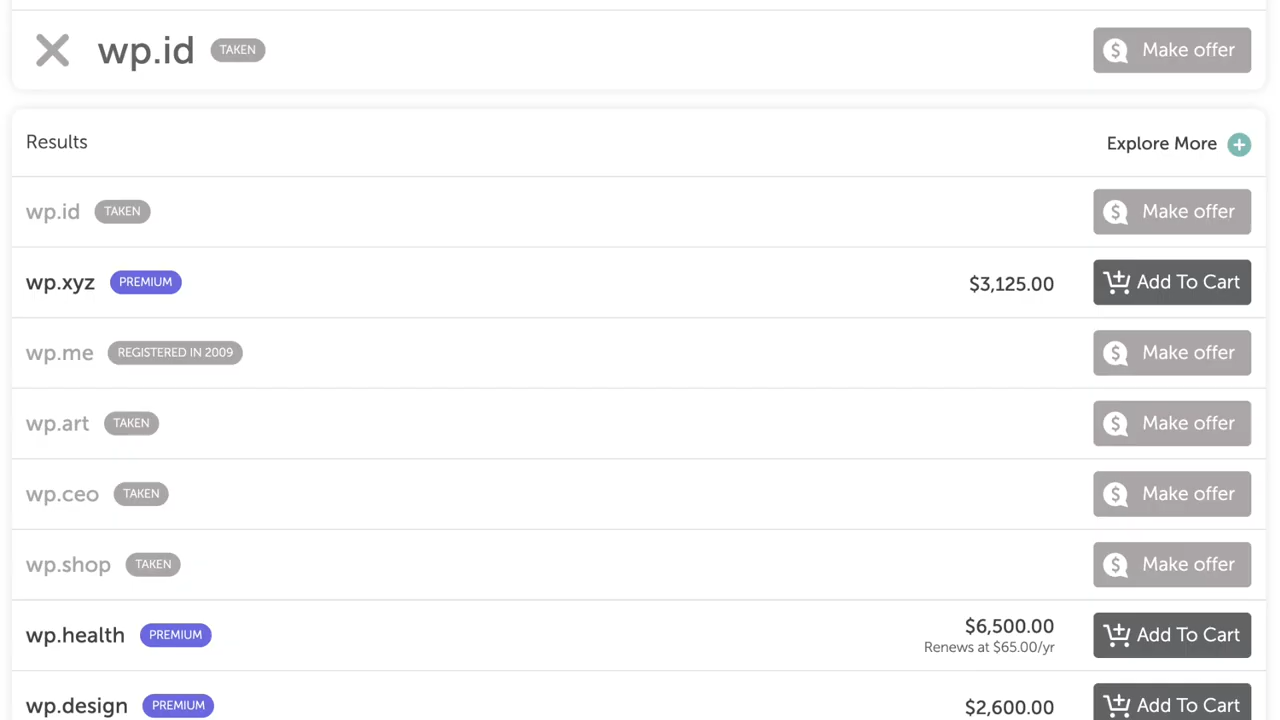 wp.id TAKEN Make offer
Results Explore More
wp.id TAKEN Make offer
wp.xyz PREMIUM $3,125.00 Add To Cart
wp.me REGISTERED IN 2009 Make offer
wp.art TAKEN Make offer
wp.ceo TAKEN Make offer
wp.shop TAKEN Make offer
wp.health PREMIUM $6,500.00 Add To Cart
Renews at $65.00/yr
wp.design PREMIUM $2,600.00 Add To Cart